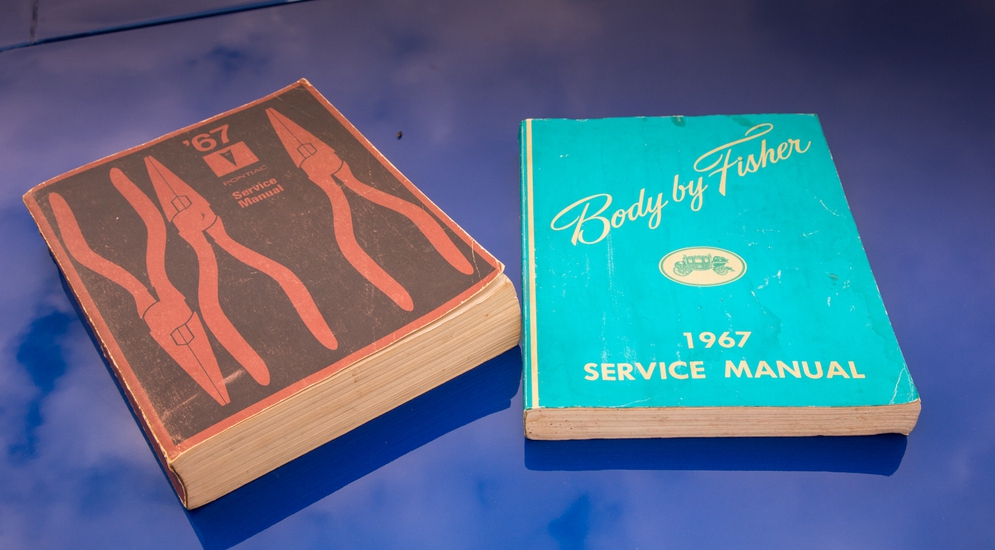 '67
PONTIAC
Service
Manual
Body by Fisher
1967
SERVICE MANUAL